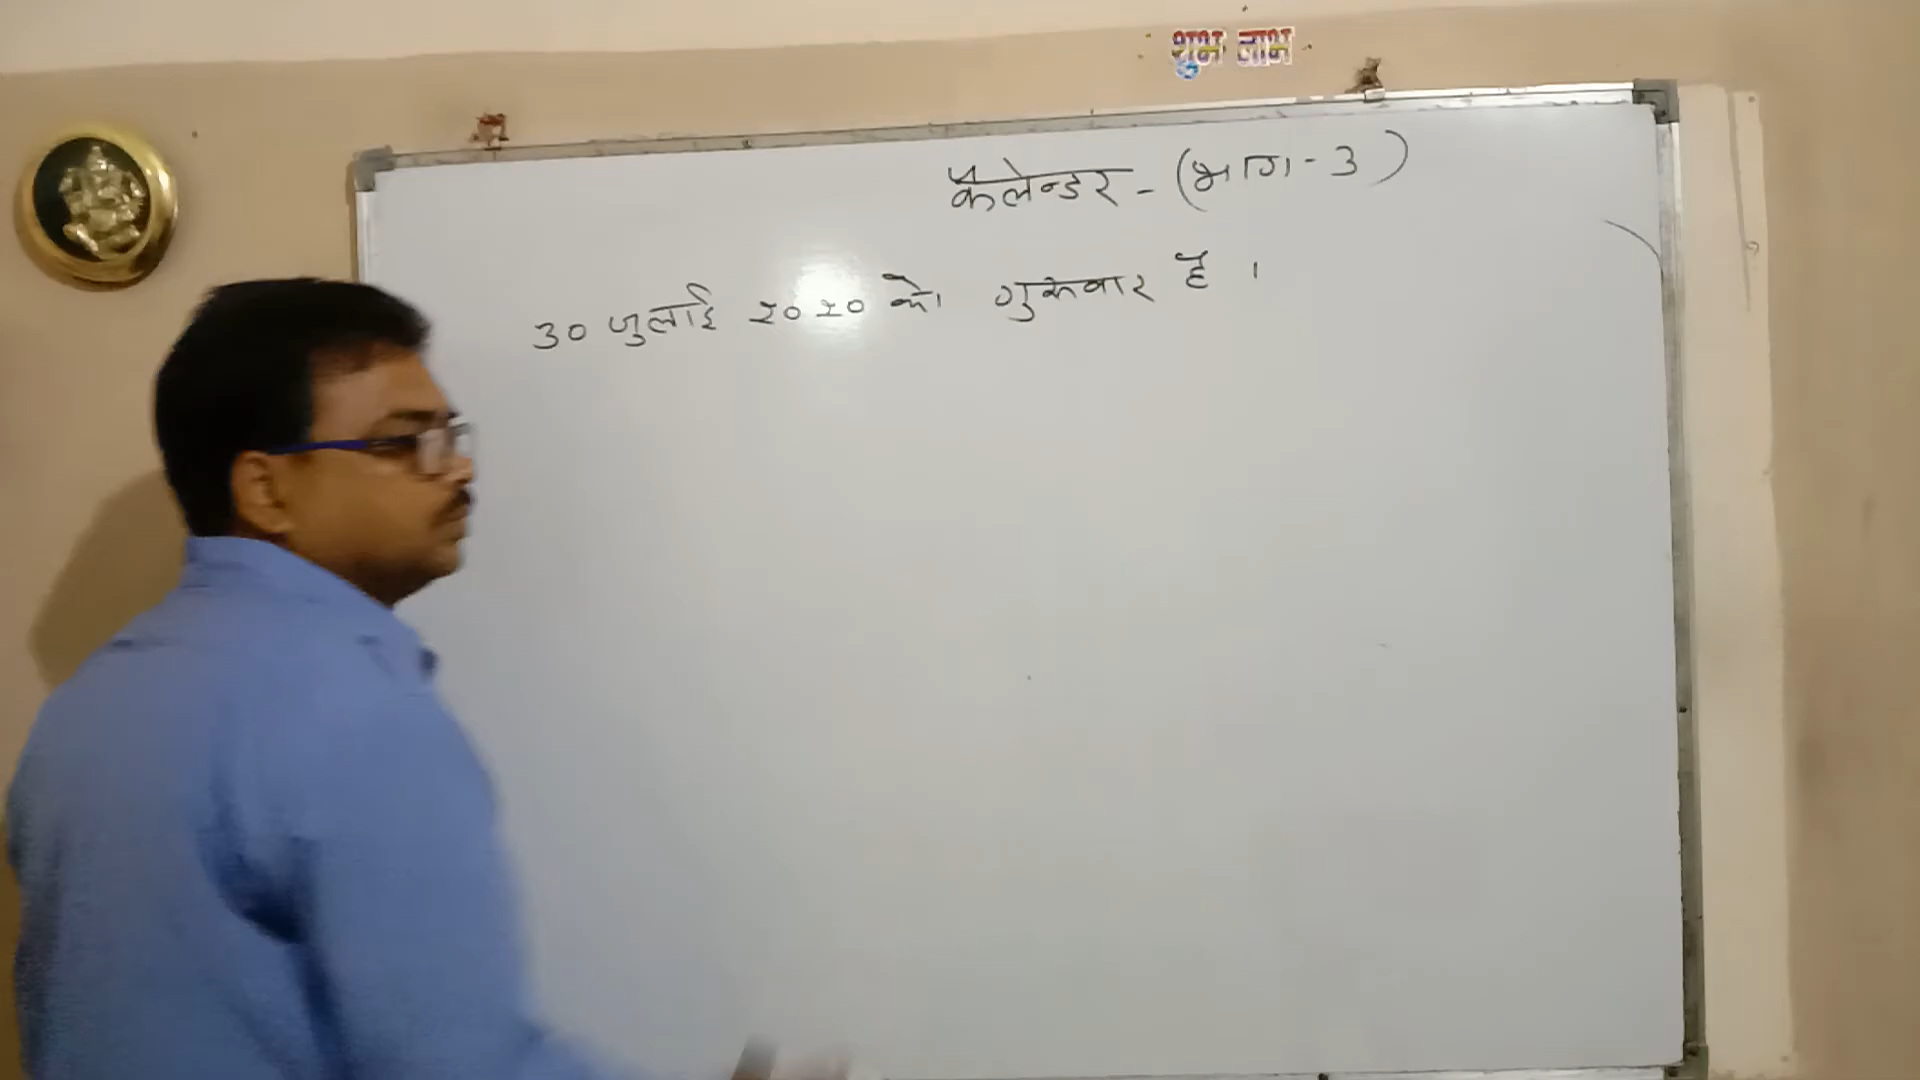 शुभ लाभ
कैलेन्डर - (भाग - 3)
30 जुलाई 2020 को गुरूवार है ।